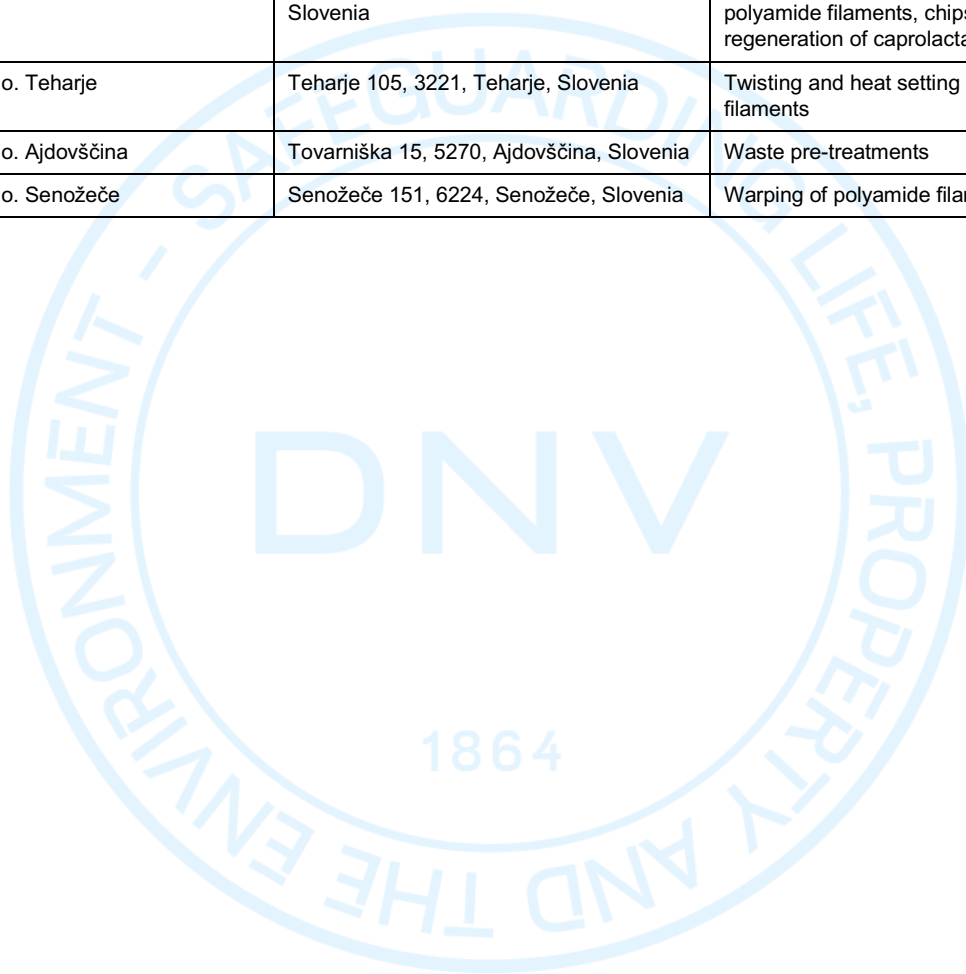 Slovenia
polyamide filaments, chips
regeneration of caprolacta
o. Teharje
Teharje 105, 3221, Teharje, Slovenia
Twisting and heat setting
filaments
o. Ajdovščina
Tovarniška 15, 5270, Ajdovščina, Slovenia
Waste pre-treatments
o. Senožeče
Senožeče 151, 6224, Senožeče, Slovenia
Warping of polyamide filam
SAFEGUARDING LIFE, PROPERTY AND THE ENVIRONMENT -
DNV
1864